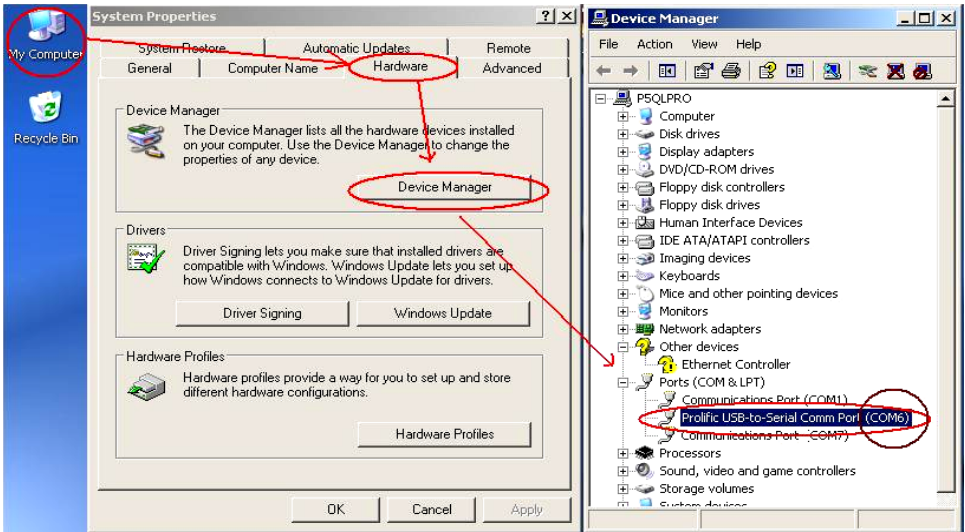 My Computer
Recycle Bin
System Properties
System Restore
Automatic Updates
Remote
General
Computer Name
Hardware
Advanced
Device Manager
The Device Manager lists all the hardware devices installed
on your computer. Use the Device Manager to change the
properties of any device.
Device Manager
Drivers
Driver Signing lets you make sure that installed drivers are
compatible with Windows. Windows Update lets you set up
how Windows connects to Windows Update for drivers.
Driver Signing
Windows Update
Hardware Profiles
Hardware profiles provide a way for you to set up and store
different hardware configurations.
Hardware Profiles
OK
Cancel
Apply
Device Manager
File Action View Help
P5QLPRO
Computer
Disk drives
Display adapters
DVD/CD-ROM drives
Floppy disk controllers
Floppy disk drives
Human Interface Devices
IDE ATA/ATAPI controllers
Imaging devices
Keyboards
Mice and other pointing devices
Monitors
Network adapters
Other devices
Ethernet Controller
Ports (COM & LPT)
Communications Port (COM1)
Prolific USB-to-Serial Comm Port (COM6)
Communications Port (COM7)
Processors
Sound, video and game controllers
Storage volumes
System devices